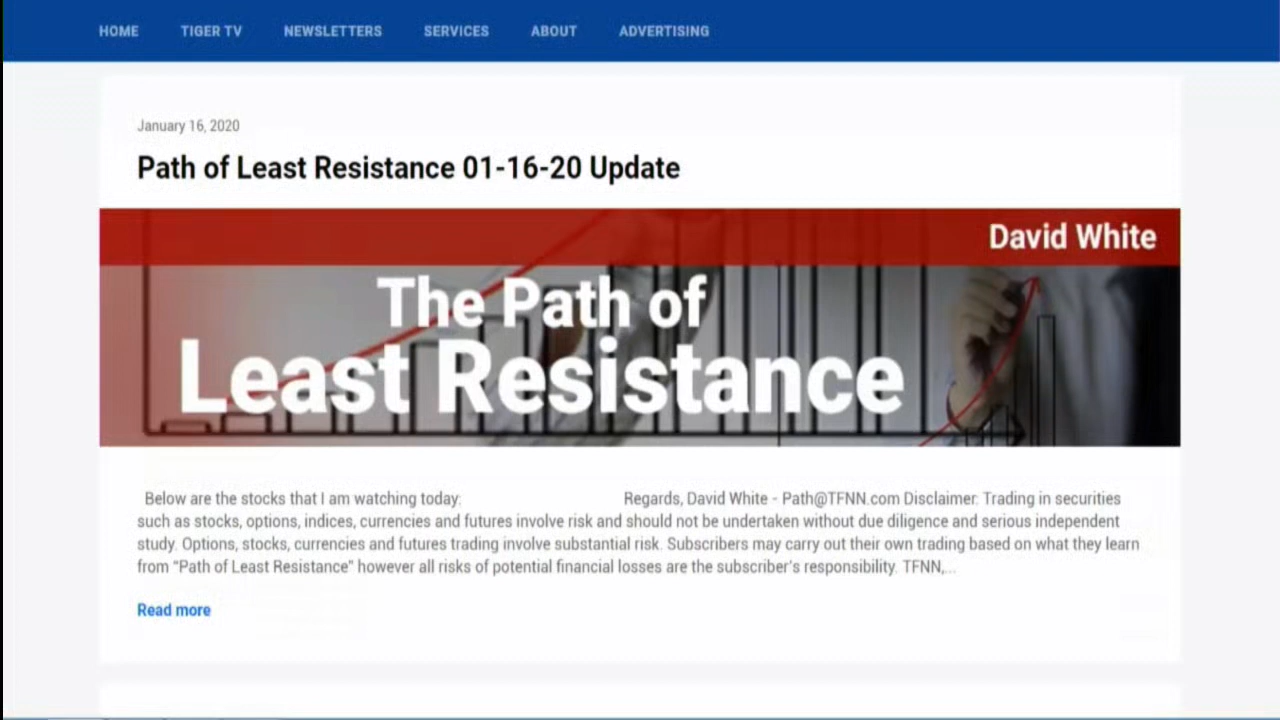 HOME TIGER TV NEWSLETTERS SERVICES ABOUT ADVERTISING
January 16, 2020
Path of Least Resistance 01-16-20 Update
David White
The Path of
Least Resistance
Below are the stocks that I am watching today: Regards, David White - Path@TFNN.com Disclaimer: Trading in securities
such as stocks, options, indices, currencies and futures involve risk and should not be undertaken without due diligence and serious independent
study. Options, stocks, currencies and futures trading involve substantial risk. Subscribers may carry out their own trading based on what they learn
from “Path of Least Resistance” however all risks of potential financial losses are the subscriber’s responsibility. TFNN,...
Read more